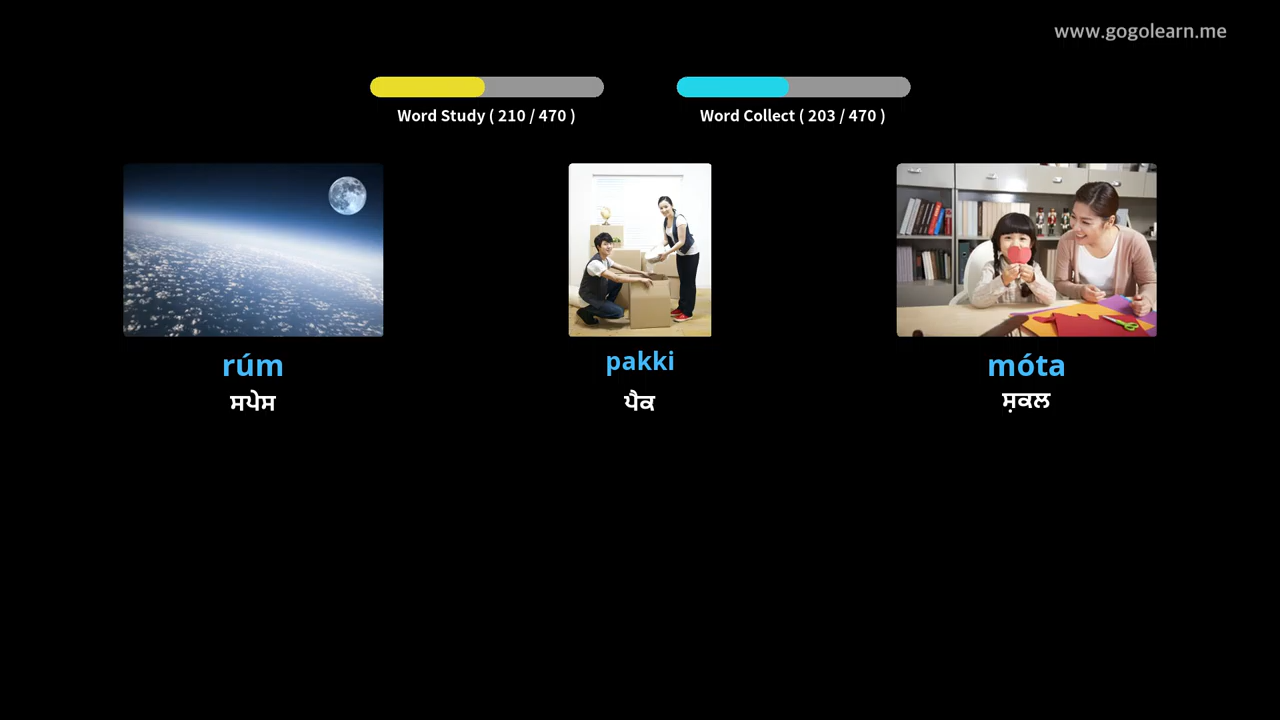 www.gogolearn.me
Word Study ( 210 / 470 )
Word Collect ( 203 / 470 )
rúm
pakki
móta
ਸਪੇਸ
ਪੈਕ
ਸ਼ਕਲ